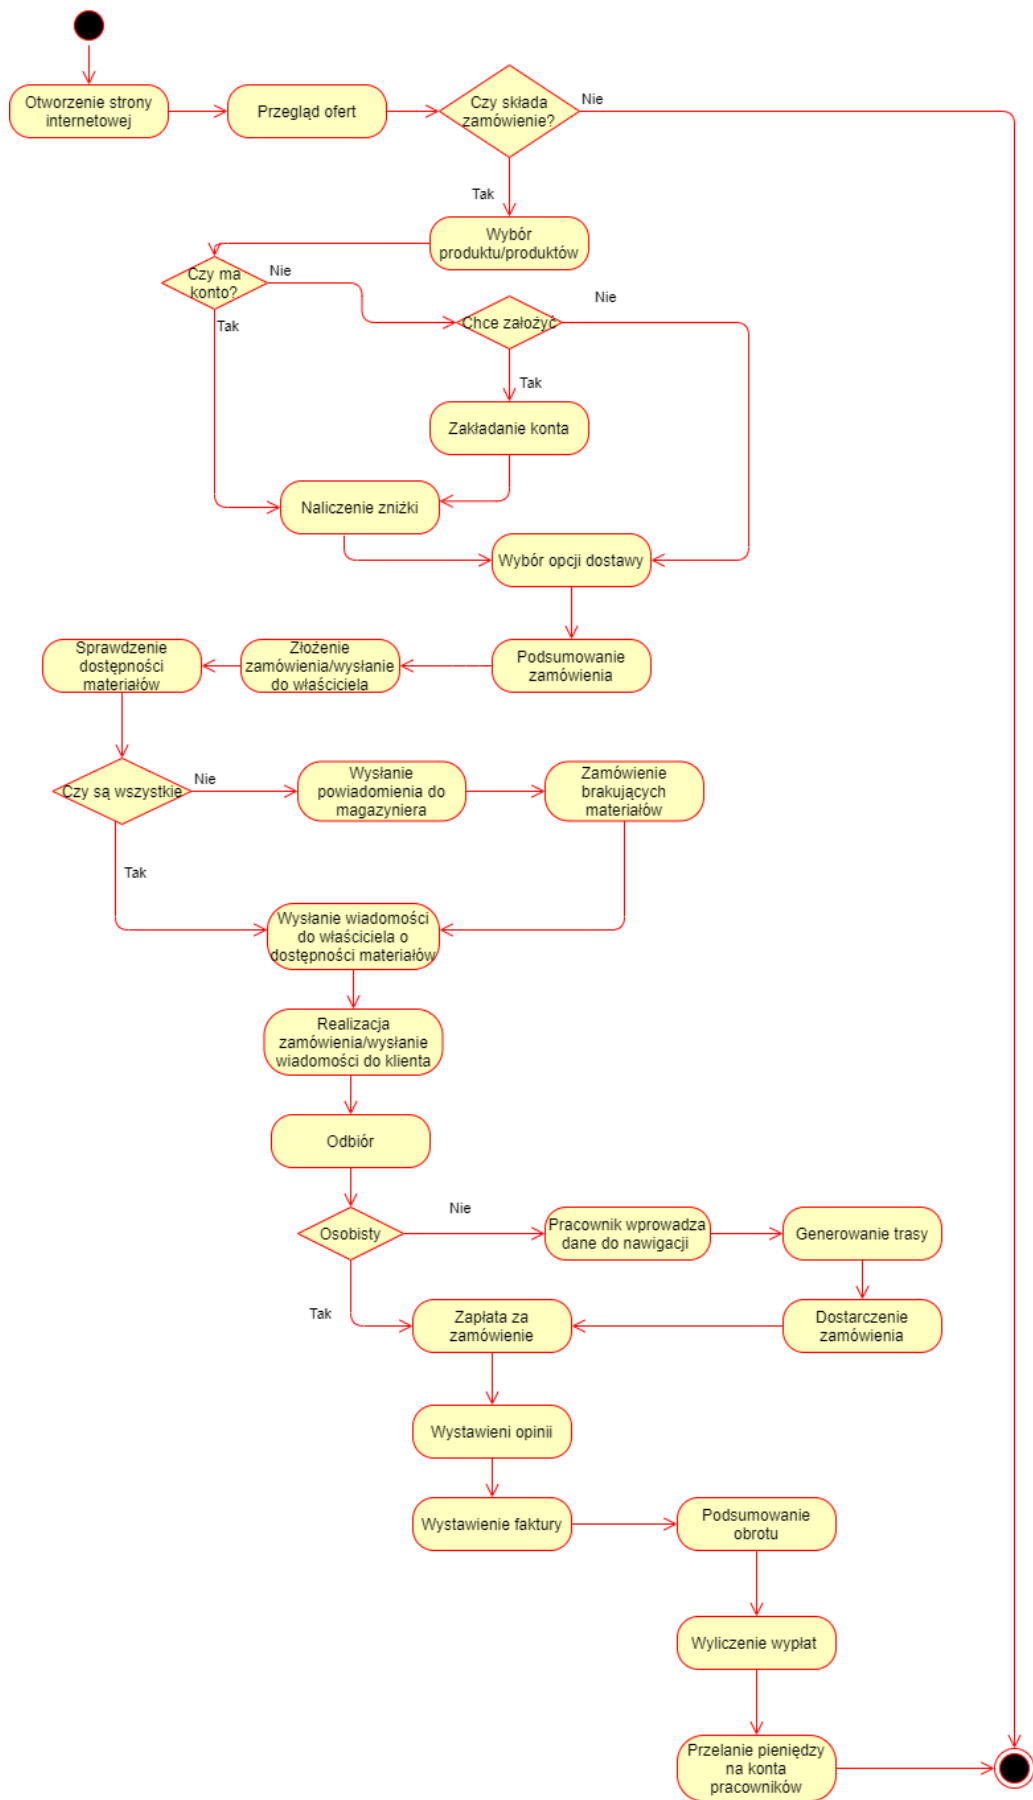 Otworzenie strony
internetowej
Przegląd ofert
Czy składa
zamówienie?
Nie
Tak
Wybór
produktu/produktów
Czy ma
konto?
Nie
Tak
Chce założyć
Nie
Tak
Zakładanie konta
Naliczenie zniżki
Wybór opcji dostawy
Podsumowanie
zamówienia
Złożenie
zamówienia/wysłanie
do właściciela
Sprawdzenie
dostępności
materiałów
Czy są wszystkie
Nie
Tak
Wysłanie
powiadomienia do
magazyniera
Zamówienie
brakujących
materiałów
Wysłanie wiadomości
do właściciela o
dostępności materiałów
Realizacja
zamówienia/wysłanie
wiadomości do klienta
Odbiór
Osobisty
Nie
Tak
Pracownik wprowadza
dane do nawigacji
Generowanie trasy
Dostarczenie
zamówienia
Zapłata za
zamówienie
Wystawieni opinii
Wystawienie faktury
Podsumowanie
obrotu
Wyliczenie wypłat
Przelanie pieniędzy
na konta
pracowników